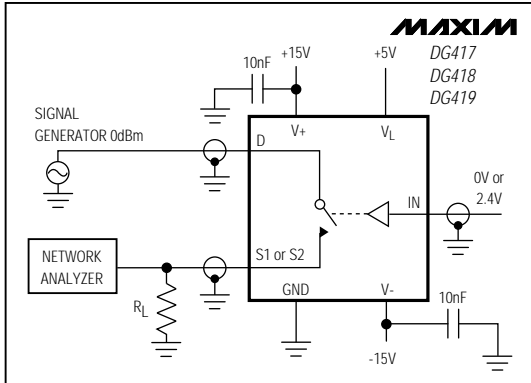 MAXIM
DG417
DG418
DG419
+15V
+5V
10nF
SIGNAL
GENERATOR 0dBm
D
V+
VL
0V or
2.4V
IN
NETWORK
ANALYZER
S1 or S2
RL
GND
V-
10nF
-15V